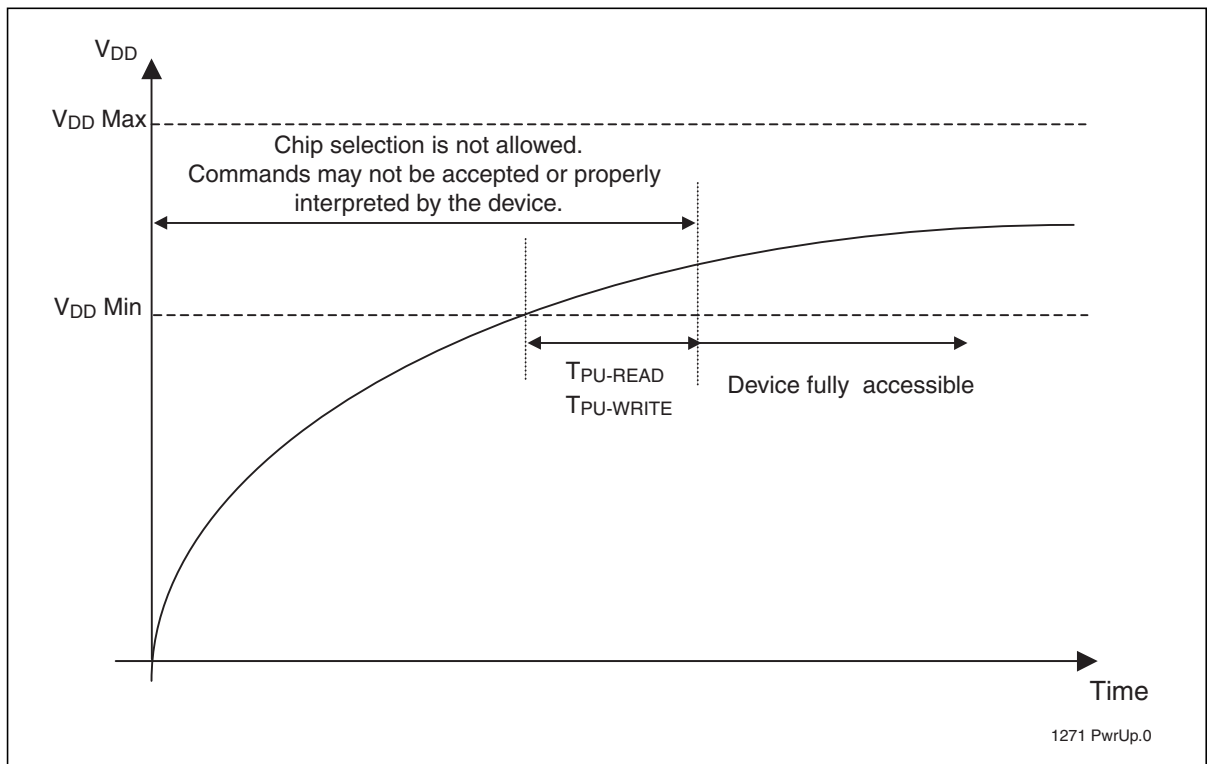 VDD
VDD Max
Chip selection is not allowed.
Commands may not be accepted or properly
interpreted by the device.
VDD Min
TPU-READ
TPU-WRITE
Device fully accessible
Time
1271 PwrUp.0